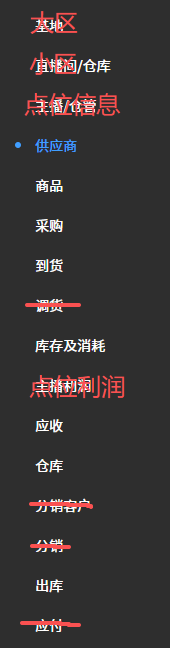 大区
基地
小区
直播间/仓库
点位信息
主播/仓管
供应商
商品
采购
到货
调货
库存及消耗
点位利润
主播利润
应收
仓库
分销客户
分销
出库
应付